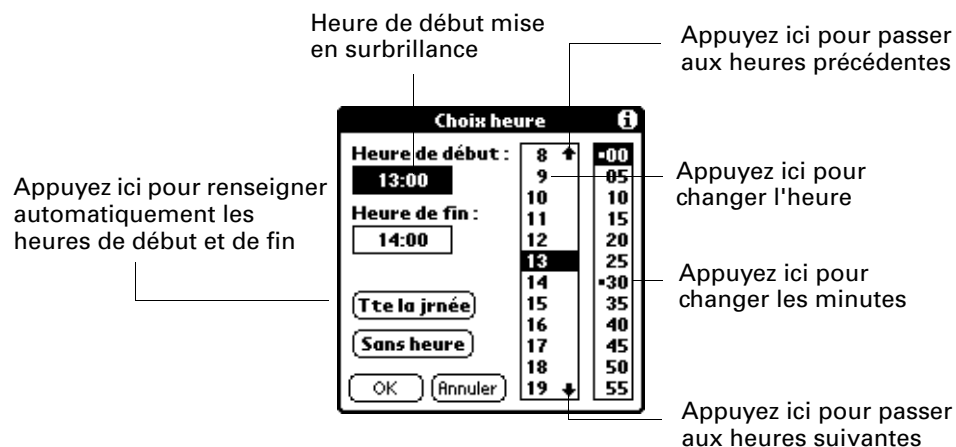 Heure de début mise
en surbrillance
Appuyez ici pour passer
aux heures précédentes
Choix heure
Heure de début :
13:00
Heure de fin :
14:00
Tte la jrnée
Sans heure
OK
Annuler
8
9
10
11
12
13
14
15
16
17
18
19
00
05
10
15
20
25
30
35
40
45
50
55
Appuyez ici pour renseigner
automatiquement les
heures de début et de fin
Appuyez ici pour
changer l'heure
Appuyez ici pour
changer les minutes
Appuyez ici pour passer
aux heures suivantes